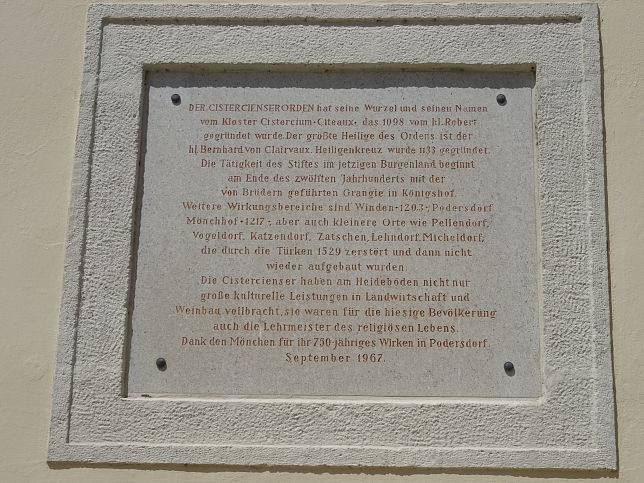 DER CISTERCIENSERORDEN hat seine Wurzel und seinen Namen
vom Kloster Cistercium-Citeaux-, das 1098 vom hl. Robert
gegründet wurde. Der größte Heilige des Ordens ist der
hl. Bernhard von Clairvaux. Heiligenkreuz wurde 1133 gegründet.
Die Tätigkeit des Stiftes im jetzigen Burgenland beginnt
am Ende des zwölften Jahrhunderts mit der
von Brüdern geführten Grangie in Königshof.
Weitere Wirkungsbereiche sind Winden-1203-, Podersdorf
Mönchhof-1217-, aber auch kleinere Orte wie Pellendorf,
Vogeldorf, Katzendorf, Zatschen, Lehndorf, Micheldorf,
die durch die Türken 1529 zerstört und dann nicht
wieder aufgebaut wurden.
Die Cistercienser haben am Heideboden nicht nur
große kulturelle Leistungen in Landwirtschaft und
Weinbau vollbracht, sie waren für die hiesige Bevölkerung
auch die Lehrmeister des religiösen Lebens.
Dank den Mönchen für ihr 750-jähriges Wirken in Podersdorf.
September 1967.